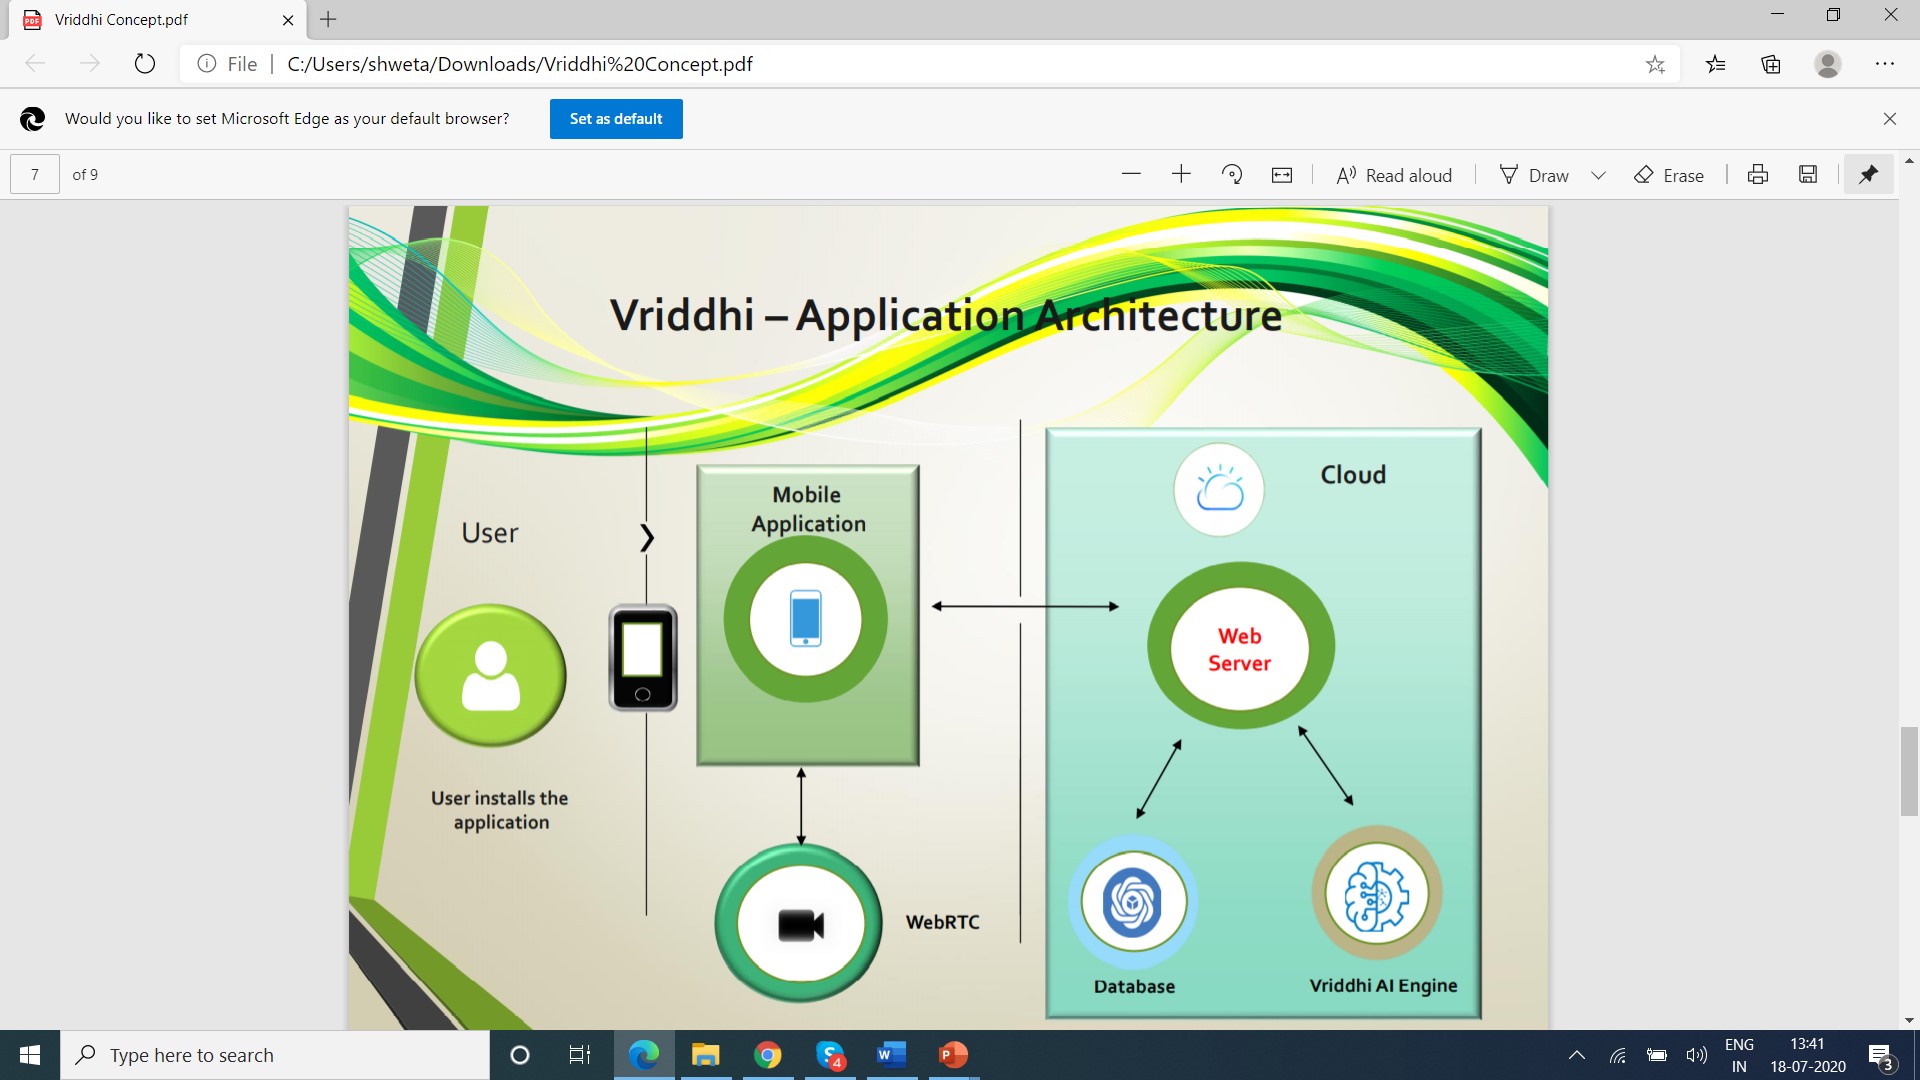 Vriddhi Concept.pdf
File
C:/Users/shweta/Downloads/Vriddhi%20Concept.pdf
Would you like to set Microsoft Edge as your default browser?
Set as default
7
of 9
Read aloud
Draw
Erase
Vriddhi – Application Architecture
User
User installs the
application
Mobile
Application
WebRTC
Cloud
Web
Server
Database
Vriddhi AI Engine
Type here to search
4
ENG
IN
13:41
18-07-2020
3